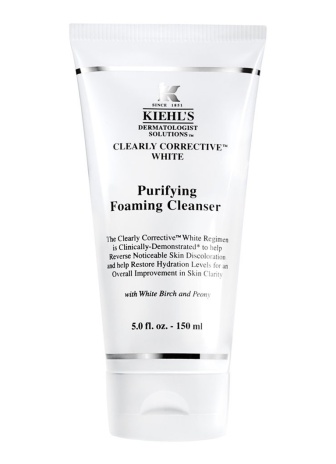 K
SINCE 1851
KIEHL'S
DERMATOLOGIST
SOLUTIONS™
CLEARLY CORRECTIVE™
WHITE
Purifying
Foaming Cleanser
The Clearly Corrective™ White Regimen
is Clinically-Demonstrated* to help
Reverse Noticeable Skin Discoloration
and help Restore Hydration Levels for an
Overall Improvement in Skin Clarity
with White Birch and Peony
5.0 fl. oz. - 150 ml